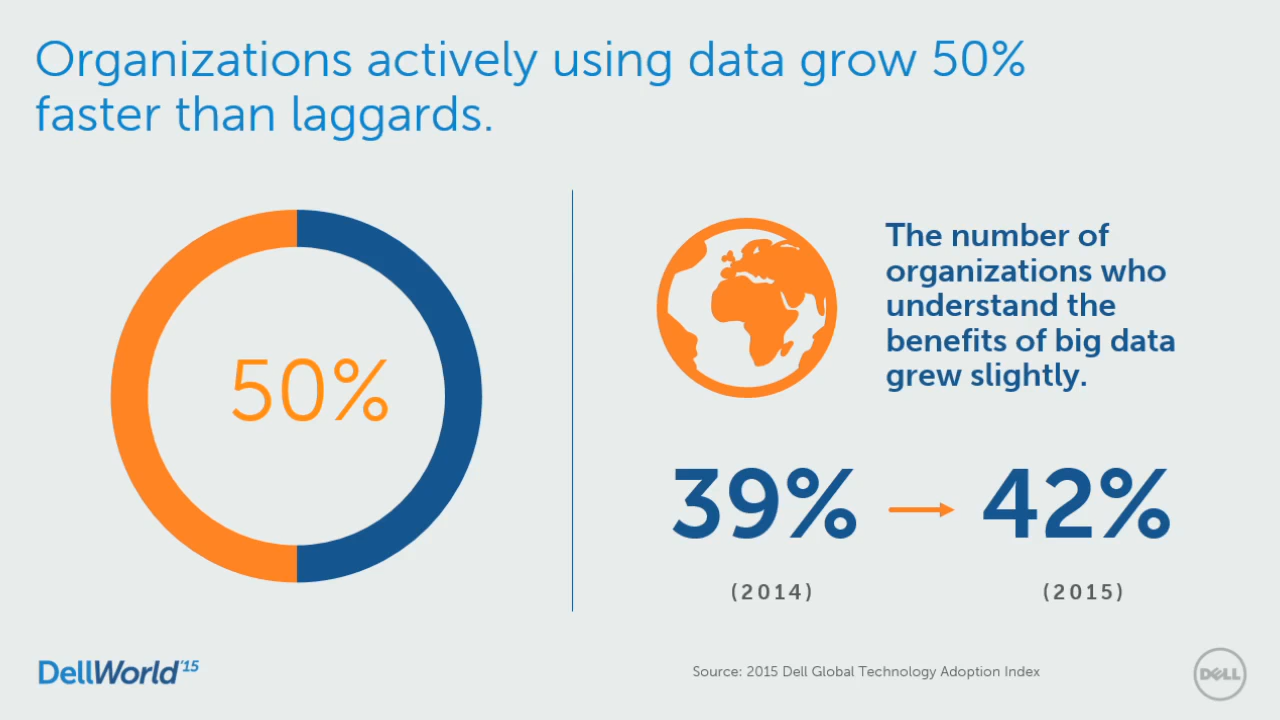 Organizations actively using data grow 50%
faster than laggards.
50%
The number of
organizations who
understand the
benefits of big data
grew slightly.
39%
42%
(2014)
(2015)
DellWorld'15
Source: 2015 Dell Global Technology Adoption Index
DELL